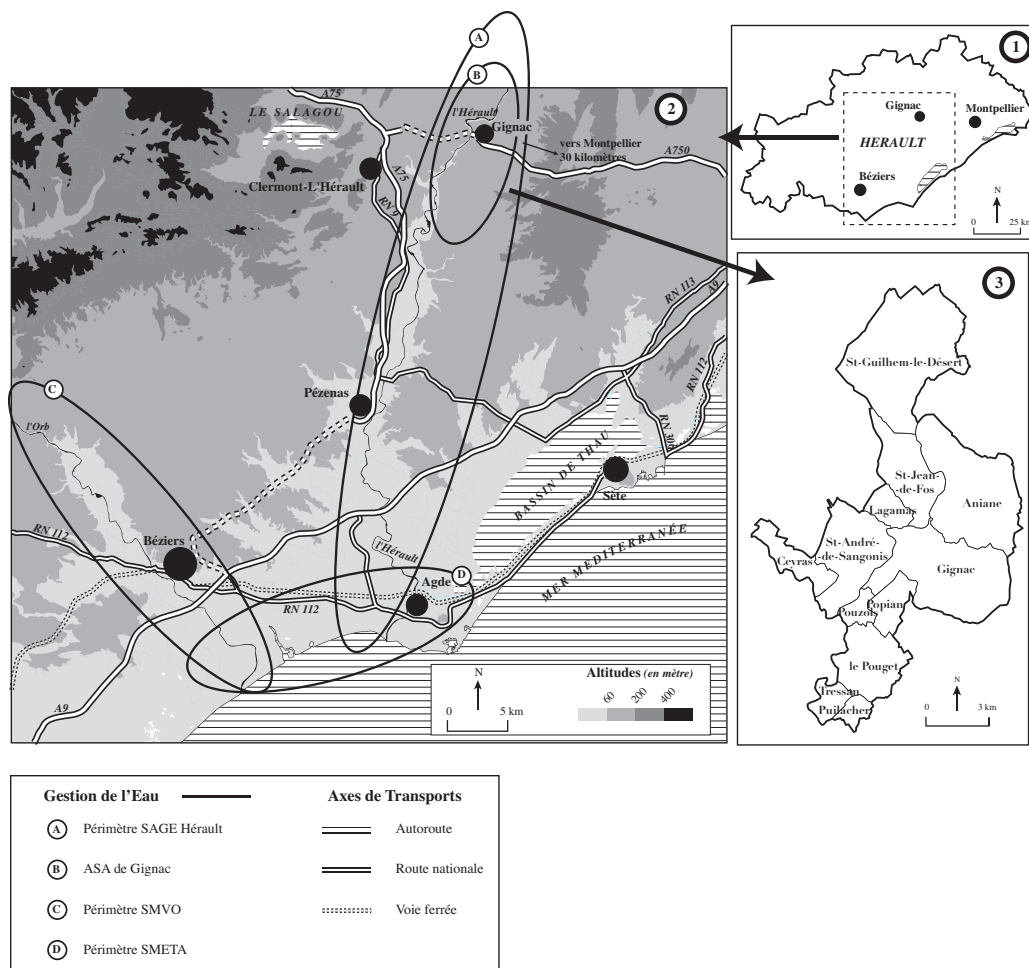 A
B
1
2
A75
LE SALAGOU
l'Hérault
Gignac
vers Montpellier
30 kilomètres
A750
Clermont-L'Hérault
A75
RN 9
Gignac
Montpellier
HERAULT
Béziers
N
0 25 km
RN 113
A9
RN 112
C
Pézenas
l'Orb
BASSIN DE THAU
Sète
MER MEDITERRANÉE
RN 112
Béziers
l'Hérault
D
Agde
RN 112
A9
N
0 5 km
Altitudes (en mètre)
60 200 400
3
St-Guilhem-le-Désert
St-Jean-
-de-Fos
Aniane
Lagamas
St-André-
-de-Sangonis
Ceyras
Gignac
Popian
Pouzols
le Pouget
Tressan
Puilacher
N
0 3 km
Gestion de l'Eau
Axes de Transports
A Périmètre SAGE Hérault
Autoroute
B ASA de Gignac
Route nationale
C Périmètre SMVO
Voie ferrée
D Périmètre SMETA